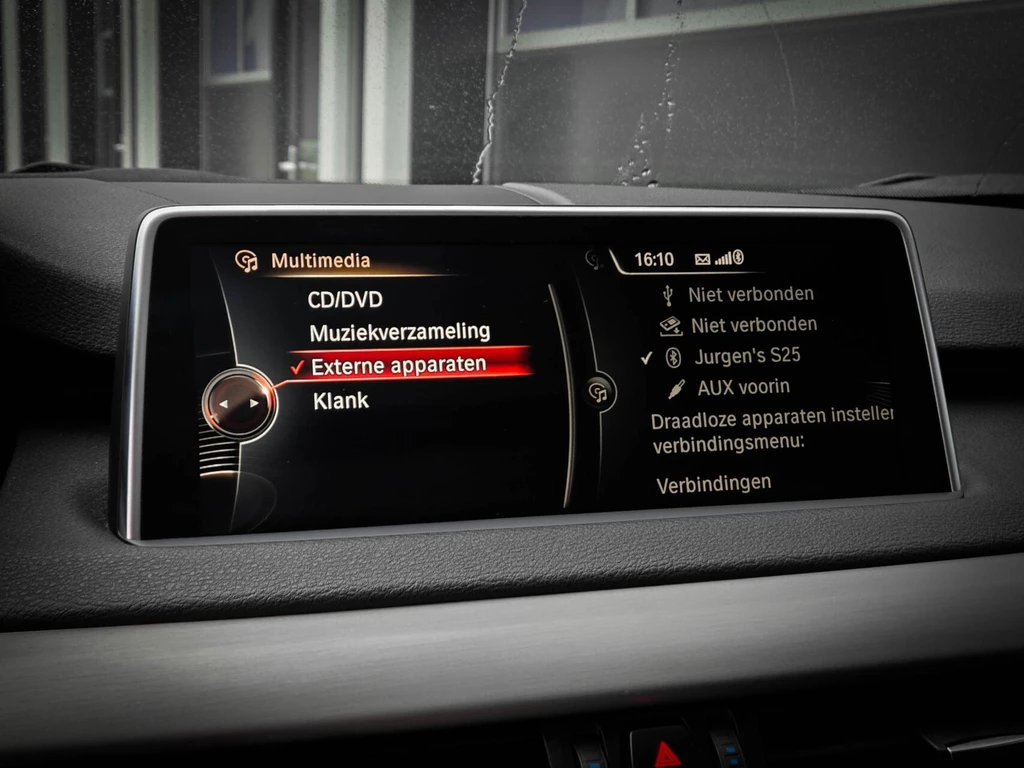 Multimedia
CD/DVD
Muziekverzameling
Externe apparaten
Klank
16:10
Niet verbonden
Niet verbonden
Jurgen's S25
AUX voorin
Draadloze apparaten insteller
verbindingsmenu:
Verbindingen